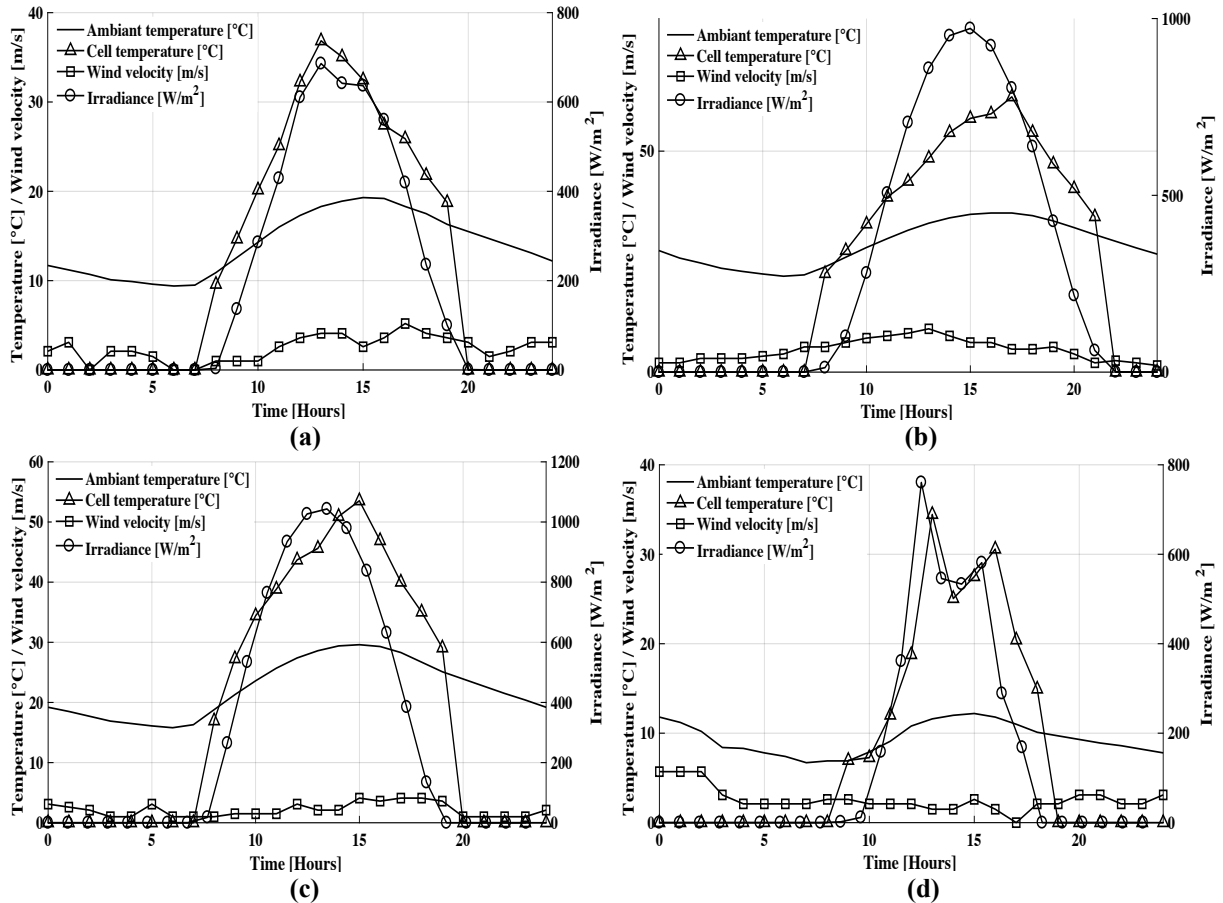 40
30
20
10
0
800
600
400
200
0
Ambiant temperature [°C]
Cell temperature [°C]
Wind velocity [m/s]
Irradiance [W/m²]
Temperature [°C] / Wind velocity [m/s]
Irradiance [W/m ²]
0 5 10 15 20
Time [Hours]
(a)
50
0
1000
500
0
Ambiant temperature [°C]
Cell temperature [°C]
Wind velocity [m/s]
Irradiance [W/m²]
Temperature [°C] / Wind velocity [m/s]
Irradiance [W/m ²]
0 5 10 15 20
Time [Hours]
(b)
60
50
40
30
20
10
0
1200
1000
800
600
400
200
0
Ambiant temperature [°C]
Cell temperature [°C]
Wind velocity [m/s]
Irradiance [W/m²]
Temperature [°C] / Wind velocity [m/s]
Irradiance [W/m ²]
0 5 10 15 20
Time [Hours]
(c)
40
30
20
10
0
800
600
400
200
0
Ambiant temperature [°C]
Cell temperature [°C]
Wind velocity [m/s]
Irradiance [W/m²]
Temperature [°C] / Wind velocity [m/s]
Irradiance [W/m ²]
0 5 10 15 20
Time [Hours]
(d)